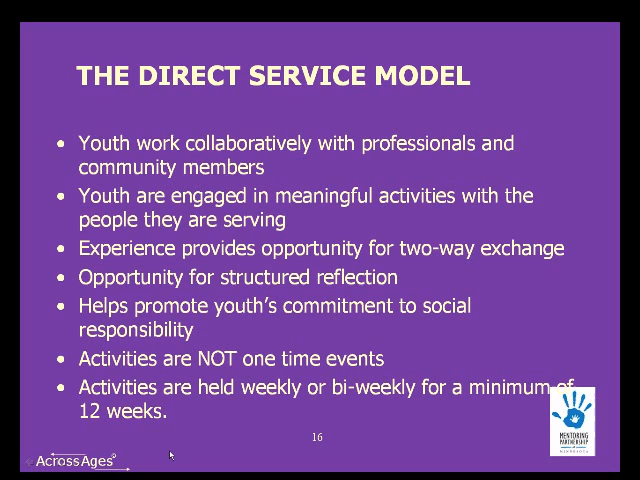 THE DIRECT SERVICE MODEL
• Youth work collaboratively with professionals and
community members
• Youth are engaged in meaningful activities with the
people they are serving
• Experience provides opportunity for two-way exchange
• Opportunity for structured reflection
• Helps promote youth's commitment to social
responsibility
• Activities are NOT one time events
• Activities are held weekly or bi-weekly for a minimum of
12 weeks.
16
MENTORING
PARTNERSHIP
MINNESOTA
AcrossAges